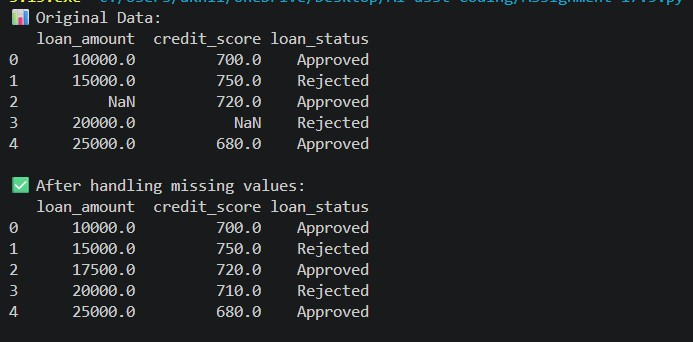 📊 Original Data:
   loan_amount  credit_score loan_status
0      10000.0         700.0    Approved
1      15000.0         750.0    Rejected
2          NaN         720.0    Approved
3      20000.0           NaN    Rejected
4      25000.0         680.0    Approved
✅ After handling missing values:
   loan_amount  credit_score loan_status
0      10000.0         700.0    Approved
1      15000.0         750.0    Rejected
2      17500.0         720.0    Approved
3      20000.0         710.0    Rejected
4      25000.0         680.0    Approved